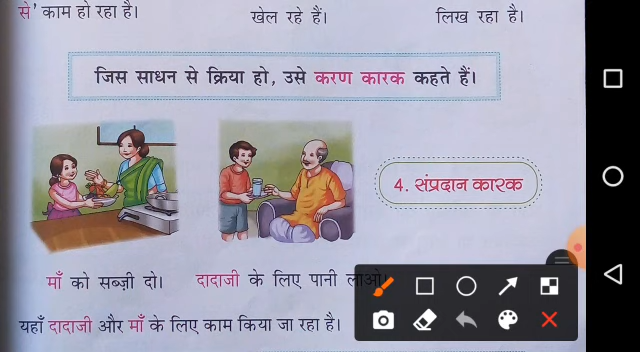 से' काम हो रहा है।
खेल रहे हैं।
लिख रहा है।
जिस साधन से क्रिया हो, उसे करण कारक कहते हैं।
4. संप्रदान कारक
माँ को सब्ज़ी दो।
दादाजी के लिए पानी लाओ।
यहाँ दादाजी और माँ के लिए काम किया जा रहा है।